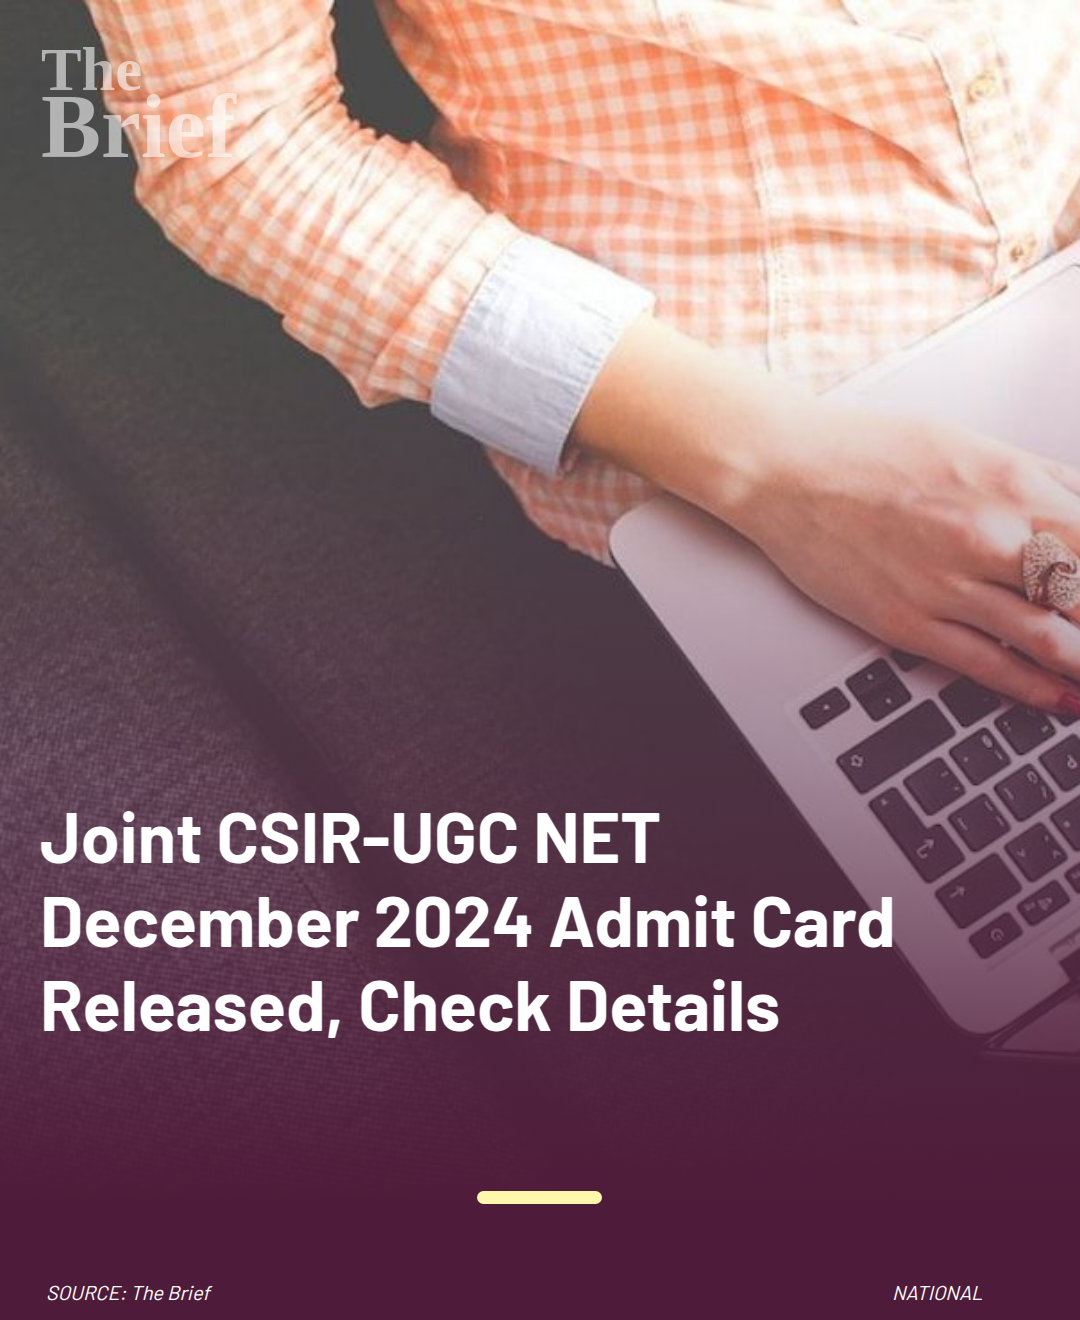 The
Brief
Joint CSIR-UGC NET
December 2024 Admit Card
Released, Check Details
SOURCE: The Brief
NATIONAL